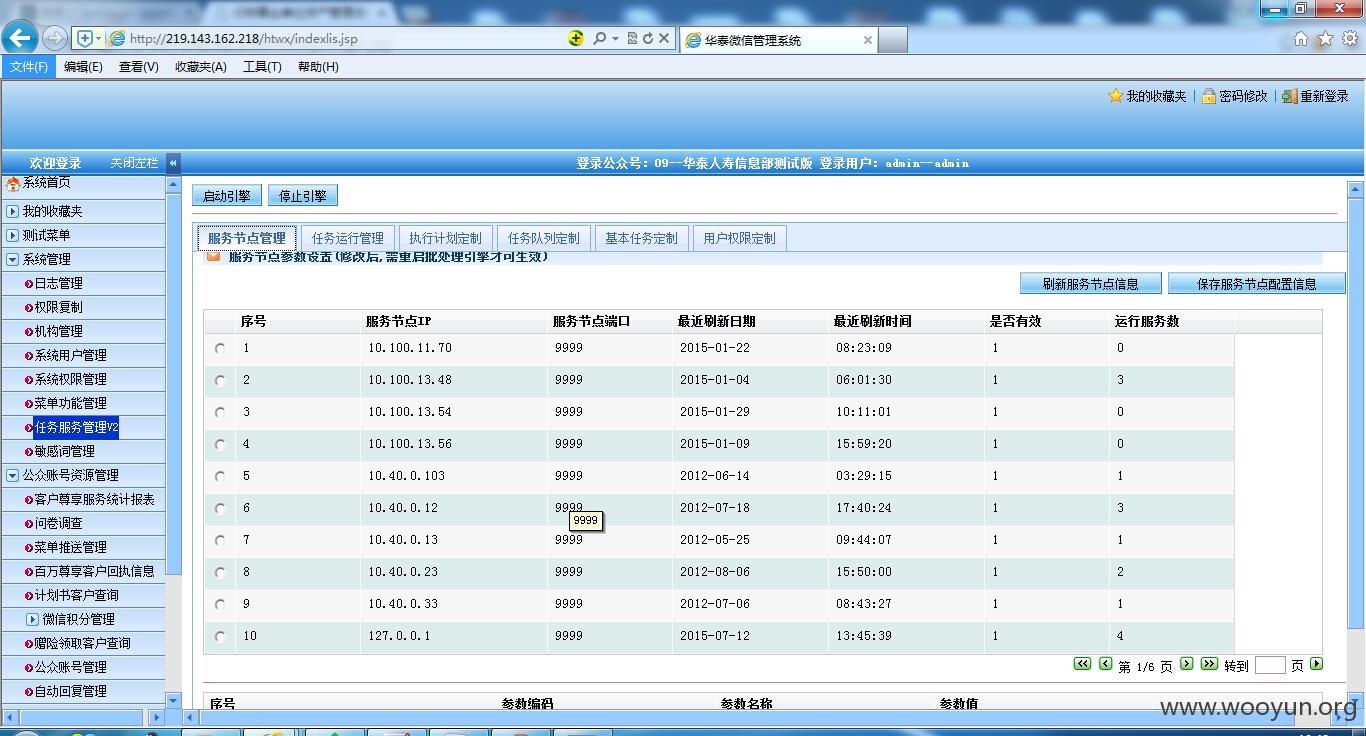 http://219.143.162.218/htwx/indexlis.jsp
华泰微信管理系统
文件(F) 编辑(E) 查看(V) 收藏夹(A) 工具(T) 帮助(H)
我的收藏夹 | 密码修改 | 重新登录
欢迎登录 关闭左栏
登录公众号：09--华泰人寿信息部测试版 登录用户：admin--admin
系统首页
我的收藏夹
测试菜单
系统管理
日志管理
权限复制
机构管理
系统用户管理
系统权限管理
菜单功能管理
任务服务管理V2
敏感词管理
公众账号资源管理
客户尊享服务统计报表
问卷调查
菜单推送管理
百万尊享客户回执信息
计划书客户查询
微信积分管理
赠险领取客户查询
公众账号管理
自动回复管理
启动引擎 停止引擎
服务节点管理 任务运行管理 执行计划定制 任务队列定制 基本任务定制 用户权限定制
服务节点参数设置(修改后,需重启批处理引擎才可生效)
刷新服务节点信息 保存服务节点配置信息
序号 服务节点IP 服务节点端口 最近刷新日期 最近刷新时间 是否有效 运行服务数
1 10.100.11.70 9999 2015-01-22 08:23:09 1 0
2 10.100.13.48 9999 2015-01-04 06:01:30 1 3
3 10.100.13.54 9999 2015-01-29 10:11:01 1 0
4 10.100.13.56 9999 2015-01-09 15:59:20 1 0
5 10.40.0.103 9999 2012-06-14 03:29:15 1 1
6 10.40.0.12 9999 2012-07-18 17:40:24 1 3
9999
7 10.40.0.13 9999 2012-05-25 09:44:07 1 1
8 10.40.0.23 9999 2012-08-06 15:50:00 1 2
9 10.40.0.33 9999 2012-07-06 08:43:27 1 1
10 127.0.0.1 9999 2015-07-12 13:45:39 1 4
第 1/6 页 转到 页
序号 参数编码 参数名称 参数值
www.wooyun.org